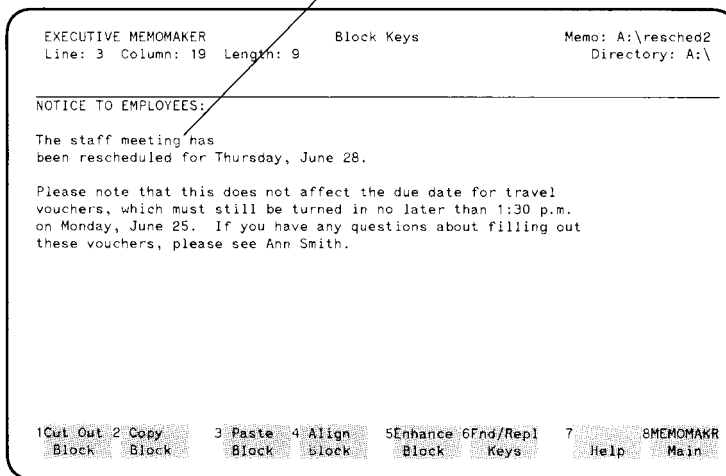 EXECUTIVE MEMOMAKER Block Keys Memo: A:\resched2
Line: 3 Column: 19 Length: 9 Directory: A:\
NOTICE TO EMPLOYEES:
The staff meeting has
been rescheduled for Thursday, June 28.
Please note that this does not affect the due date for travel
vouchers, which must still be turned in no later than 1:30 p.m.
on Monday, June 25. If you have any questions about filling out
these vouchers, please see Ann Smith.
1Cut Out 2 Copy 3 Paste 4 Align 5Enhance 6Fnd/Repl 7 8MEMOMAKR
Block Block Block block Block Keys Help Main